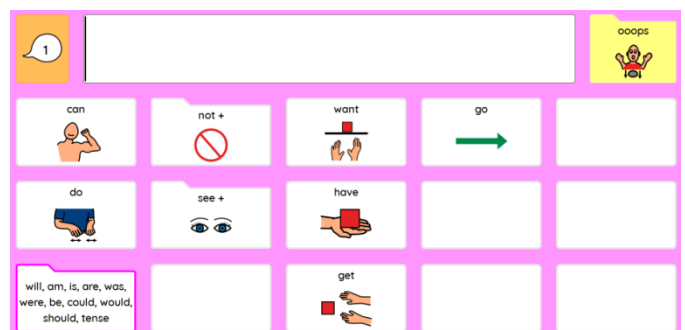 1
ooops
can
not +
want
go
do
see +
have
will, am, is, are, was,
were, be, could, would,
should, tense
get